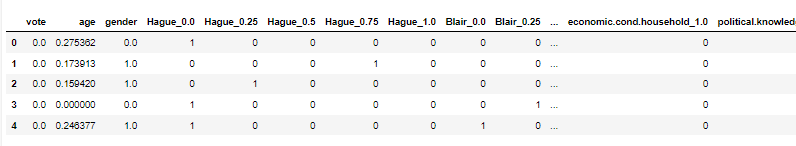 vote age gender Hague_0.0 Hague_0.25 Hague_0.5 Hague_0.75 Hague_1.0 Blair_0.0 Blair_0.25 ... economic.cond.household_1.0 political.knowled
0 0.0 0.275362 0.0 1 0 0 0 0 0 0 ... 0
1 0.0 0.173913 1.0 0 0 0 1 0 0 0 ... 0
2 0.0 0.159420 1.0 0 1 0 0 0 0 0 ... 0
3 0.0 0.000000 0.0 1 0 0 0 0 0 1 ... 0
4 0.0 0.246377 1.0 1 0 0 0 0 1 0 ... 0